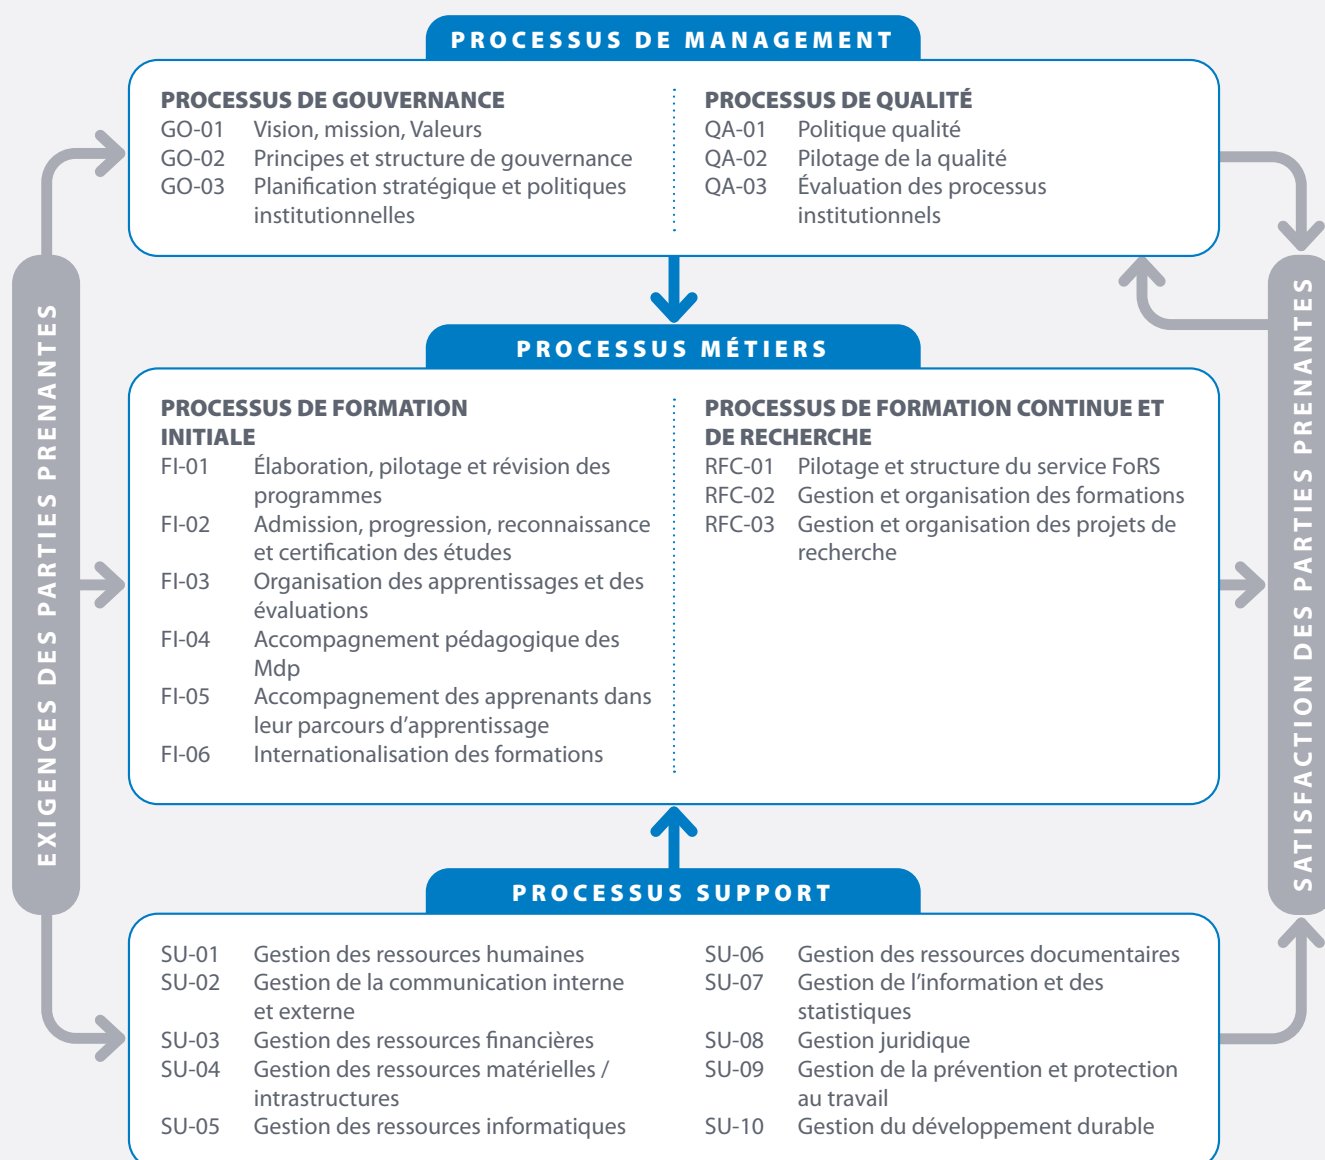 PROCESSUS DE MANAGEMENT
PROCESSUS DE GOUVERNANCE
GO-01 Vision, mission, Valeurs
GO-02 Principes et structure de gouvernance
GO-03 Planification stratégique et politiques
institutionnelles
PROCESSUS DE QUALITÉ
QA-01 Politique qualité
QA-02 Pilotage de la qualité
QA-03 Évaluation des processus
institutionnels
EXIGENCES DES PARTIES PRENANTES
PROCESSUS MÉTIERS
PROCESSUS DE FORMATION
INITIALE
FI-01 Élaboration, pilotage et révision des
programmes
FI-02 Admission, progression, reconnaissance
et certification des études
FI-03 Organisation des apprentissages et des
évaluations
FI-04 Accompagnement pédagogique des
Mdp
FI-05 Accompagnement des apprenants dans
leur parcours d’apprentissage
FI-06 Internationalisation des formations
PROCESSUS DE FORMATION CONTINUE ET
DE RECHERCHE
RFC-01 Pilotage et structure du service FoRS
RFC-02 Gestion et organisation des formations
RFC-03 Gestion et organisation des projets de
recherche
SATISFACTION DES PARTIES PRENANTES
PROCESSUS SUPPORT
SU-01 Gestion des ressources humaines
SU-02 Gestion de la communication interne
et externe
SU-03 Gestion des ressources financières
SU-04 Gestion des ressources matérielles /
intrastructures
SU-05 Gestion des ressources informatiques
SU-06 Gestion des ressources documentaires
SU-07 Gestion de l’information et des
statistiques
SU-08 Gestion juridique
SU-09 Gestion de la prévention et protection
au travail
SU-10 Gestion du développement durable